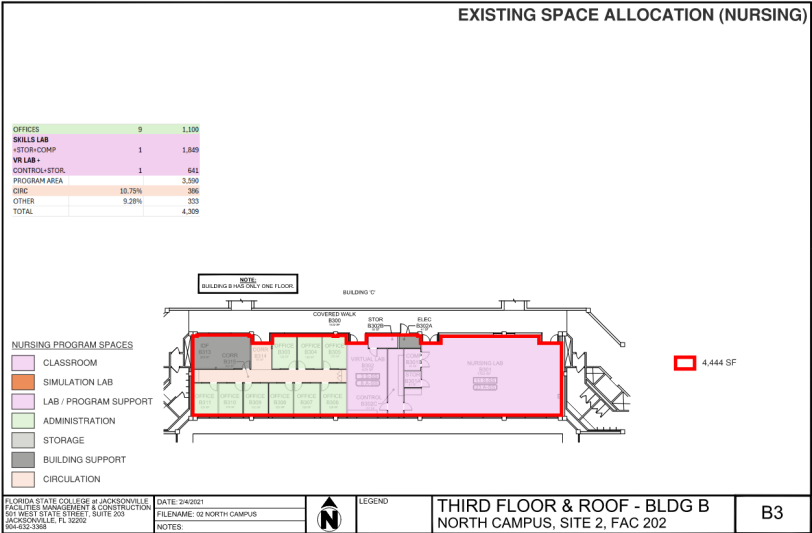 EXISTING SPACE ALLOCATION (NURSING)
OFFICES 9 1,100
SKILLS LAB
+STOR+COMP 1 1,849
VR LAB +
CONTROL+STOR. 1 641
PROGRAM AREA 3,590
CIRC 10.75% 386
OTHER 9.28% 333
TOTAL 4,309
NOTE:
BUILDING B HAS ONLY ONE FLOOR.
BUILDING 'C'
COVERED WALK
B300
STOR
B302B
ELEC
B302A
OFFICE
OFFICE
OFFICE
VIRTUAL LAB
NURSING LAB
CONTROL
OFFICE
OFFICE
OFFICE
OFFICE
OFFICE
OFFICE
NURSING PROGRAM SPACES
CLASSROOM
SIMULATION LAB
LAB / PROGRAM SUPPORT
ADMINISTRATION
STORAGE
BUILDING SUPPORT
CIRCULATION
4,444 SF
FLORIDA STATE COLLEGE at JACKSONVILLE
FACILITIES MANAGEMENT & CONSTRUCTION
501 WEST STATE STREET, SUITE 203
JACKSONVILLE, FL 32202
904-632-3368
DATE: 2/4/2021
FILENAME: 02 NORTH CAMPUS
NOTES:
N
LEGEND
THIRD FLOOR & ROOF - BLDG B
NORTH CAMPUS, SITE 2, FAC 202
B3